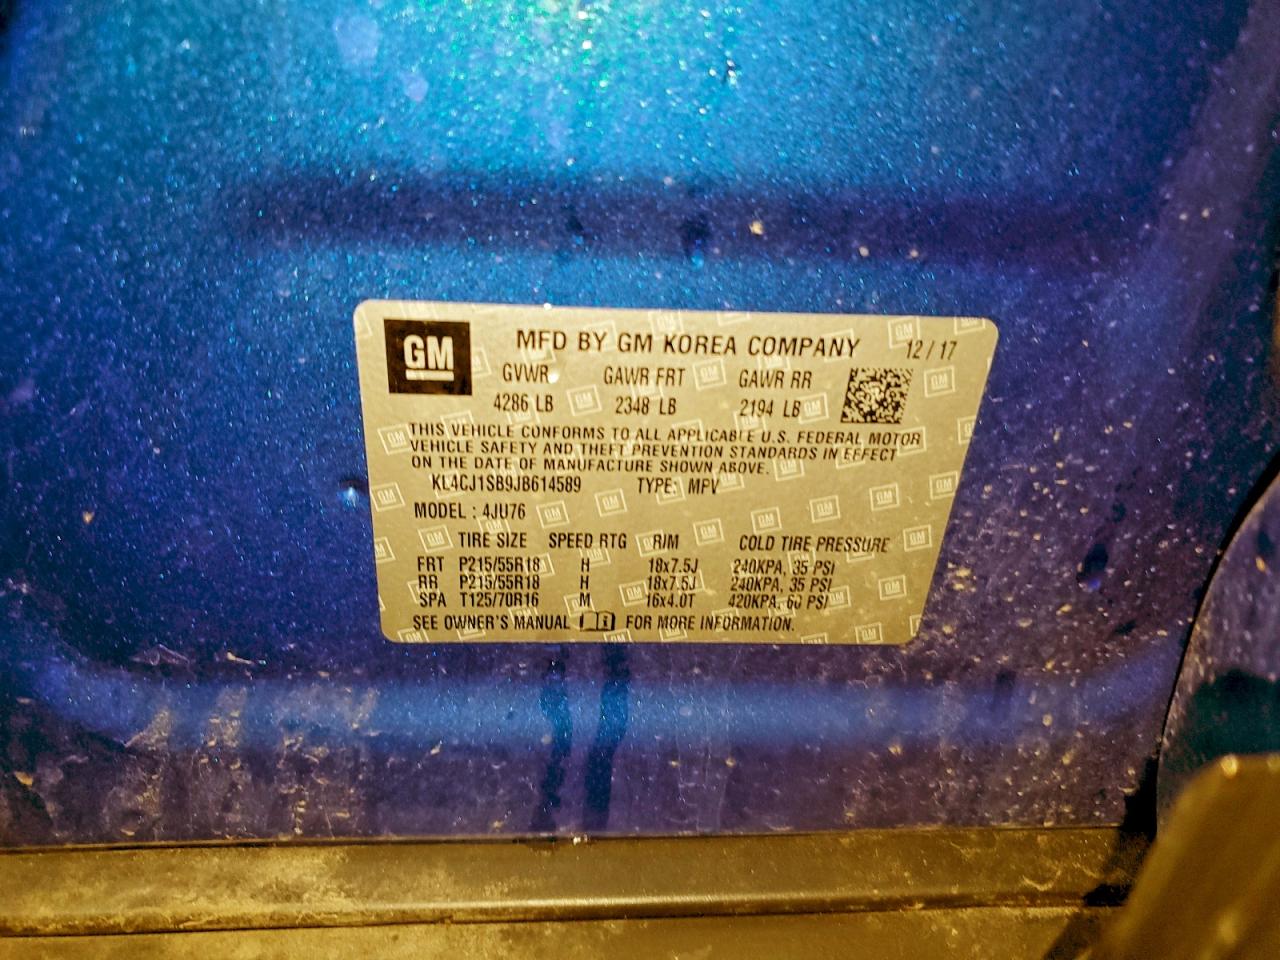 GM MFD BY GM KOREA COMPANY 12/17
GVWR GAWR FRT GAWR RR
4286 LB 2348 LB 2194 LB
THIS VEHICLE CONFORMS TO ALL APPLICABLE U.S. FEDERAL MOTOR
VEHICLE SAFETY AND THEFT PREVENTION STANDARDS IN EFFECT
ON THE DATE OF MANUFACTURE SHOWN ABOVE.
KL4CJ1SB9JB614589 TYPE: MPV
MODEL : 4JU76
TIRE SIZE SPEED RTG RIM COLD TIRE PRESSURE
FRT P215/55R18 H 18x7.5J 240KPA, 35 PSI
RR P215/55R18 H 18x7.5J 240KPA, 35 PSI
SPA T125/70R16 M 16x4.0T 420KPA, 60 PSI
SEE OWNER'S MANUAL FOR MORE INFORMATION.